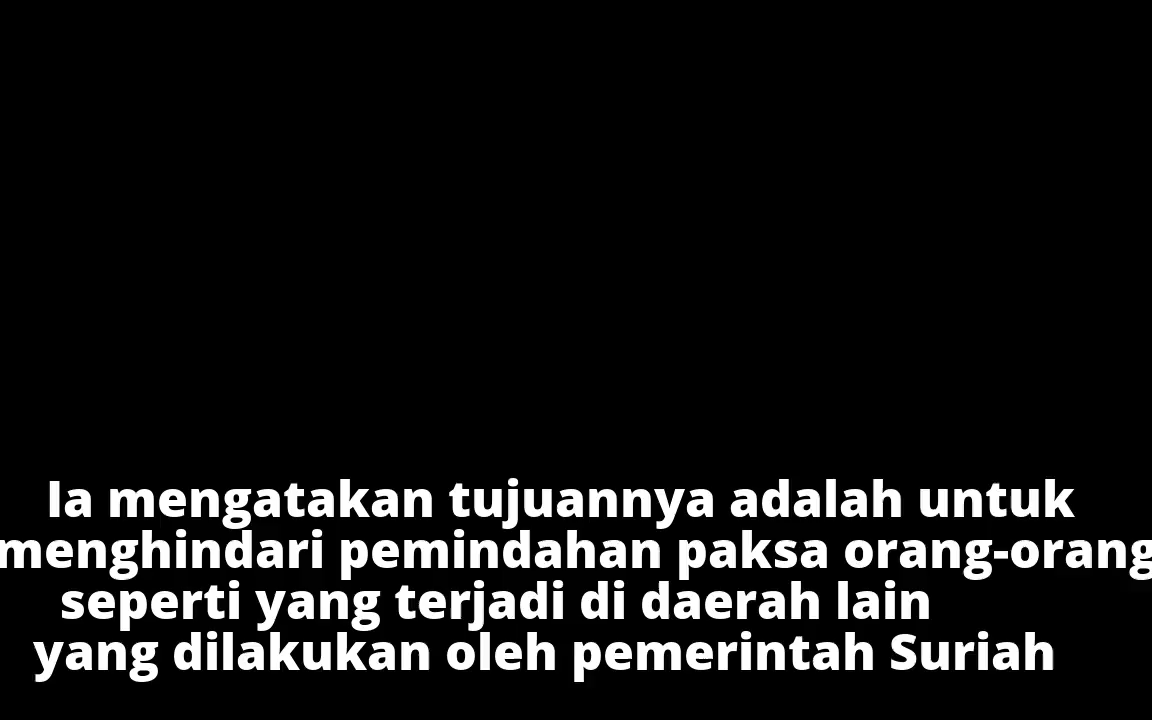 Ia mengatakan tujuannya adalah untuk
menghindari pemindahan paksa orang-orang
seperti yang terjadi di daerah lain
yang dilakukan oleh pemerintah Suriah